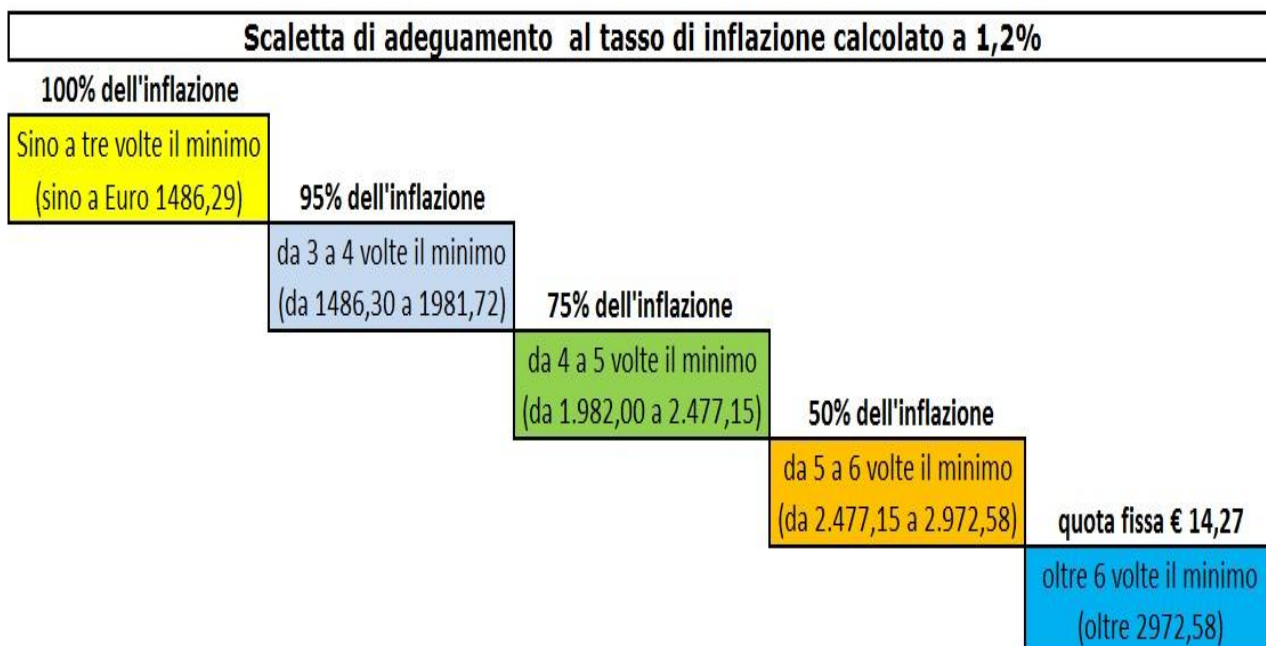 Scaletta di adeguamento al tasso di inflazione calcolato a 1,2%
100% dell'inflazione
Sino a tre volte il minimo
(sino a Euro 1486,29)
95% dell'inflazione
da 3 a 4 volte il minimo
(da 1486,30 a 1981,72)
75% dell'inflazione
da 4 a 5 volte il minimo
(da 1.982,00 a 2.477,15)
50% dell'inflazione
da 5 a 6 volte il minimo
(da 2.477,15 a 2.972,58)
quota fissa € 14,27
oltre 6 volte il minimo
(oltre 2972,58)